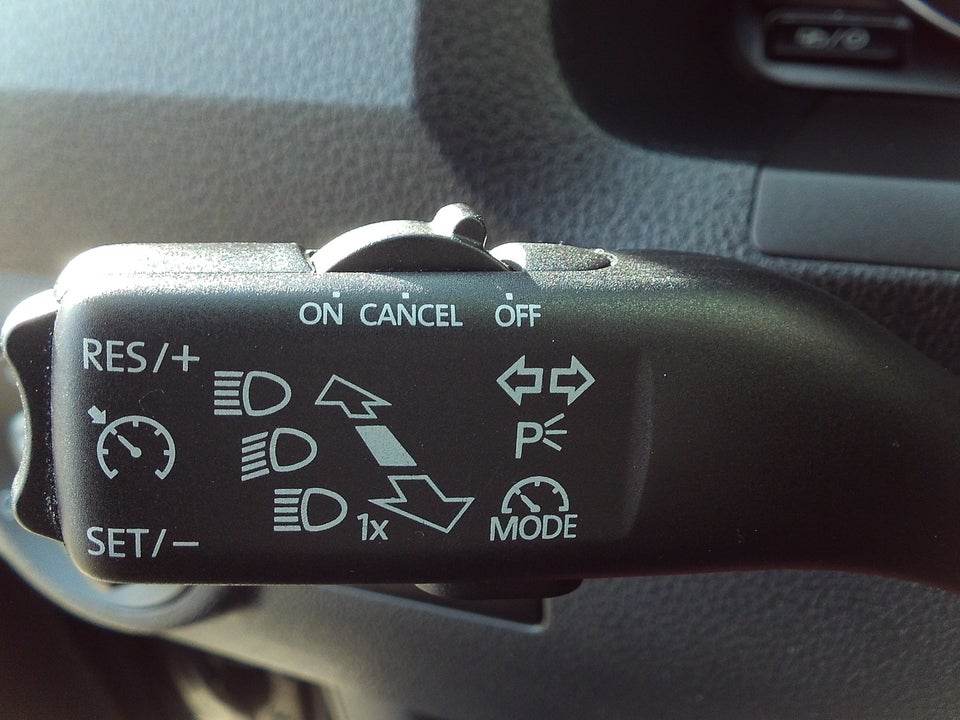 ON CANCEL OFF
RES/+
P
1x
MODE
SET/-